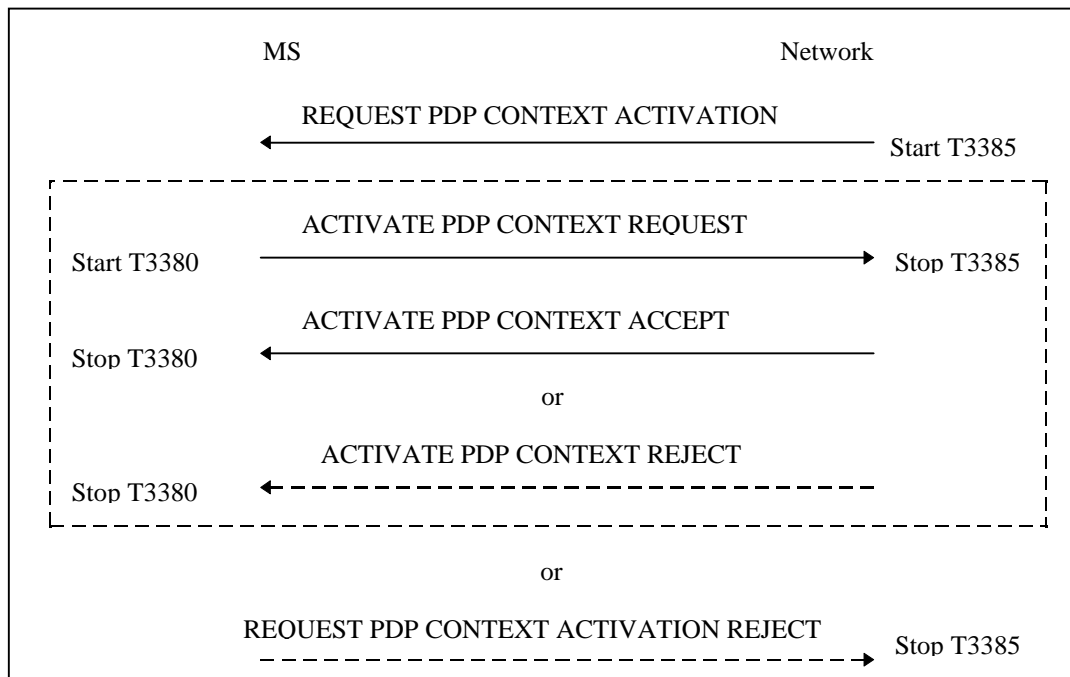 MS Network
REQUEST PDP CONTEXT ACTIVATION
Start T3385
ACTIVATE PDP CONTEXT REQUEST
Start T3380 Stop T3385
ACTIVATE PDP CONTEXT ACCEPT
Stop T3380
or
ACTIVATE PDP CONTEXT REJECT
Stop T3380
or
REQUEST PDP CONTEXT ACTIVATION REJECT
Stop T3385